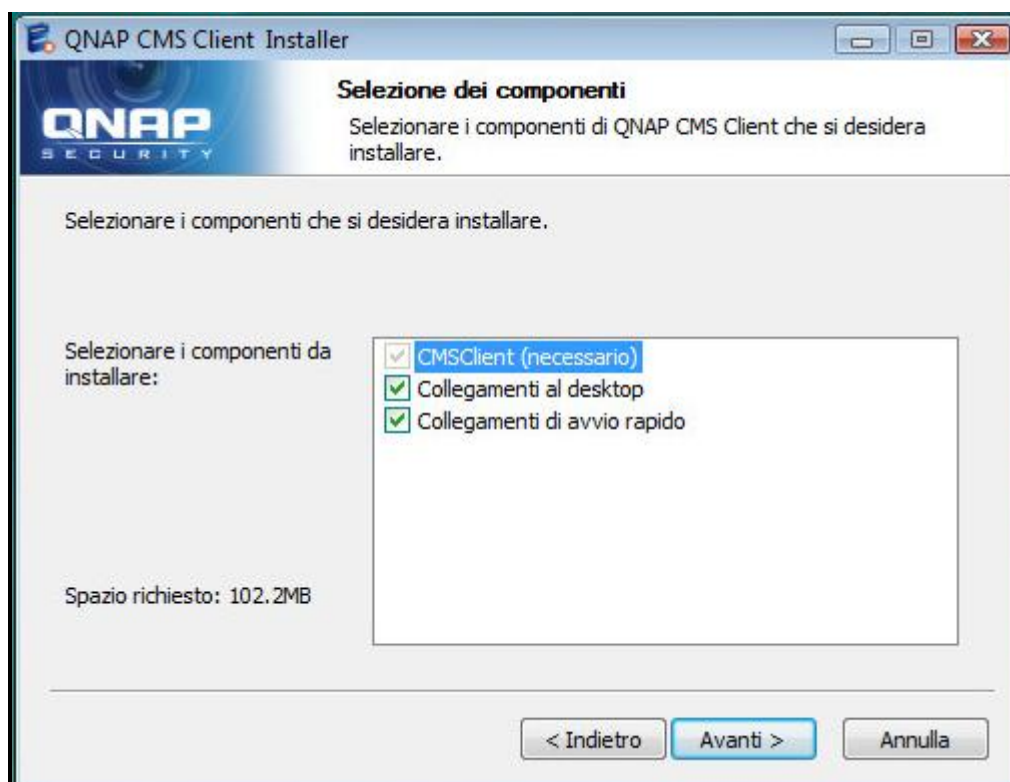 QNAP CMS Client Installer
QNAP
SECURITY
Selezione dei componenti
Selezionare i componenti di QNAP CMS Client che si desidera
installare.
Selezionare i componenti che si desidera installare.
Selezionare i componenti da
installare:
CMSClient (necessario)
Collegamenti al desktop
Collegamenti di avvio rapido
Spazio richiesto: 102.2MB
< Indietro
Avanti >
Annulla